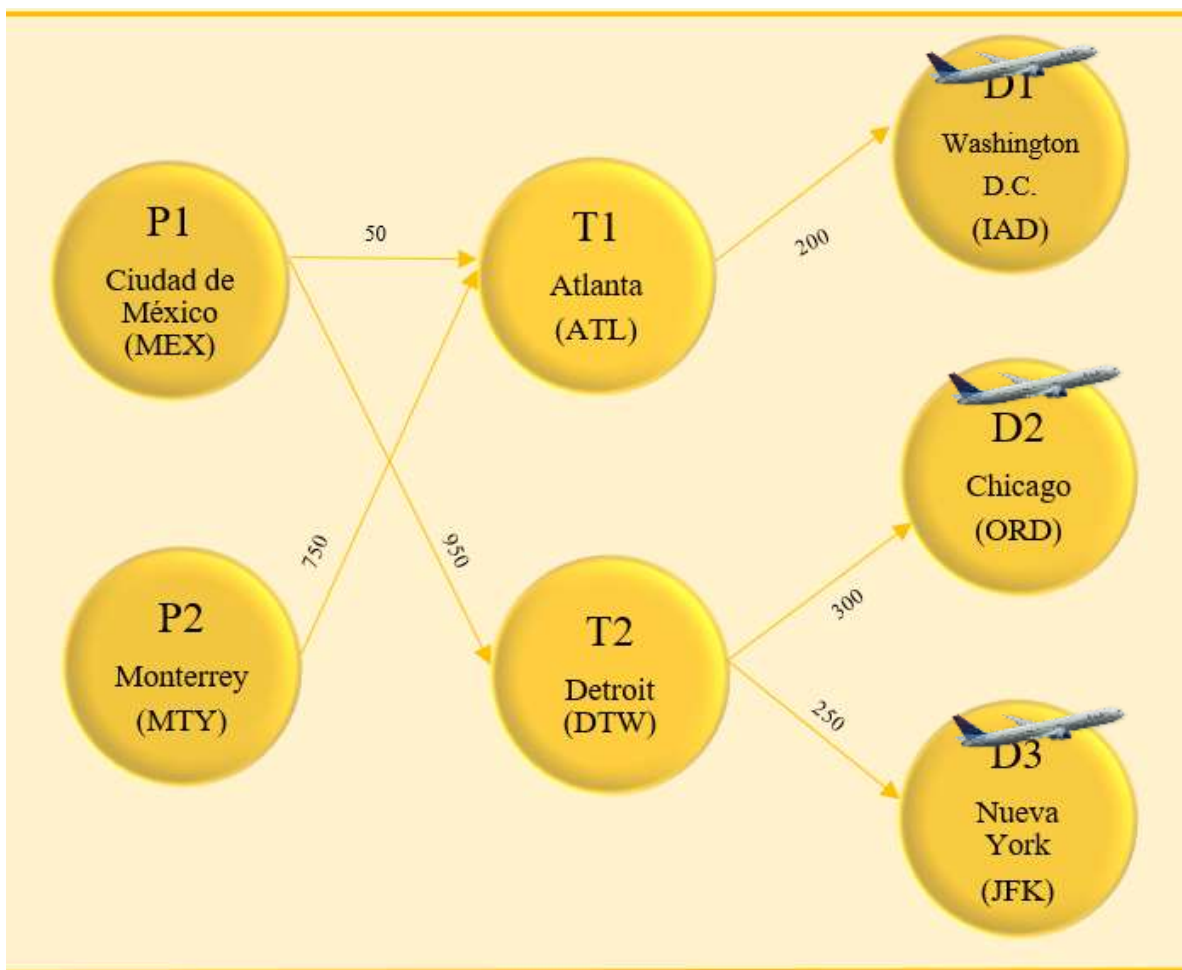 P1
Ciudad de
México
(MEX)
50
T1
Atlanta
(ATL)
200
D1
Washington
D.C.
(IAD)
D2
Chicago
(ORD)
750
950
P2
Monterrey
(MTY)
T2
Detroit
(DTW)
300
250
D3
Nueva
York
(JFK)